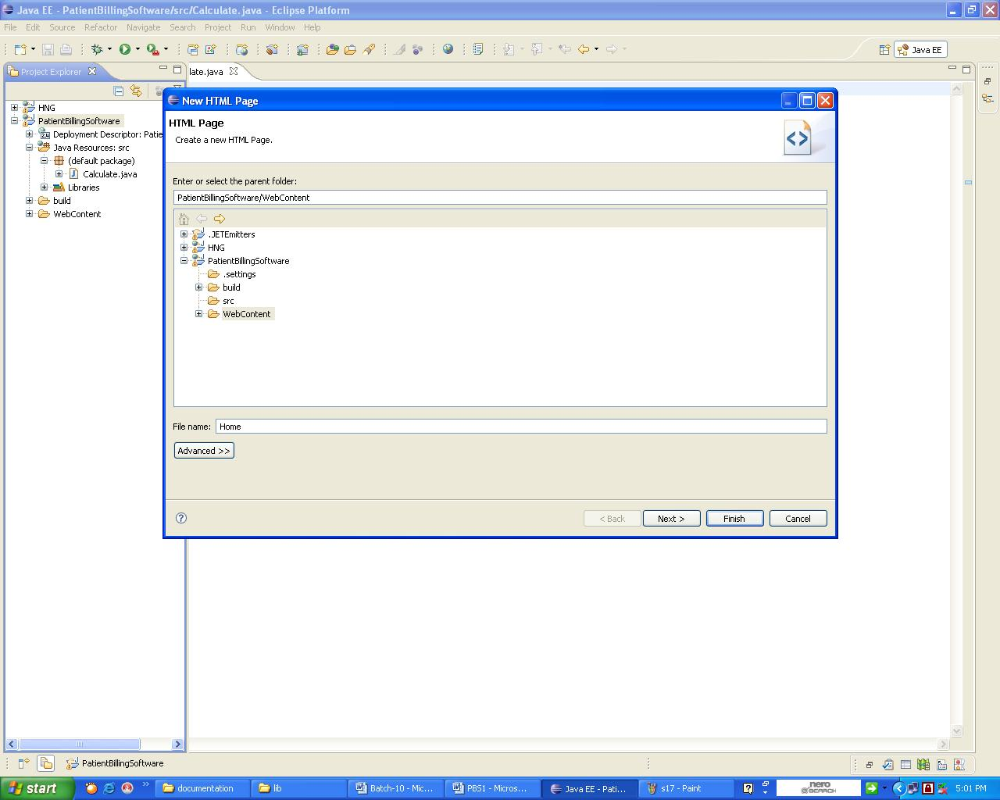 Java EE - PatientBillingSoftware/src/Calculate.java - Eclipse Platform
File Edit Source Refactor Navigate Search Project Run Window Help
Java EE
Project Explorer
late.java
HNG
PatientBillingSoftware
Deployment Descriptor: Patie
Java Resources: src
(default package)
Calculate.java
Libraries
build
WebContent
New HTML Page
HTML Page
Create a new HTML Page.
Enter or select the parent folder:
PatientBillingSoftware/WebContent
.JETEmitters
HNG
PatientBillingSoftware
.settings
build
src
WebContent
File name: Home
Advanced >>
< Back Next > Finish Cancel
PatientBillingSoftware
start
documentation
lib
Batch-10 - Mic...
PBS1 - Micros...
Java EE - Pati...
s17 - Paint
nero
SEARCH
5:01 PM